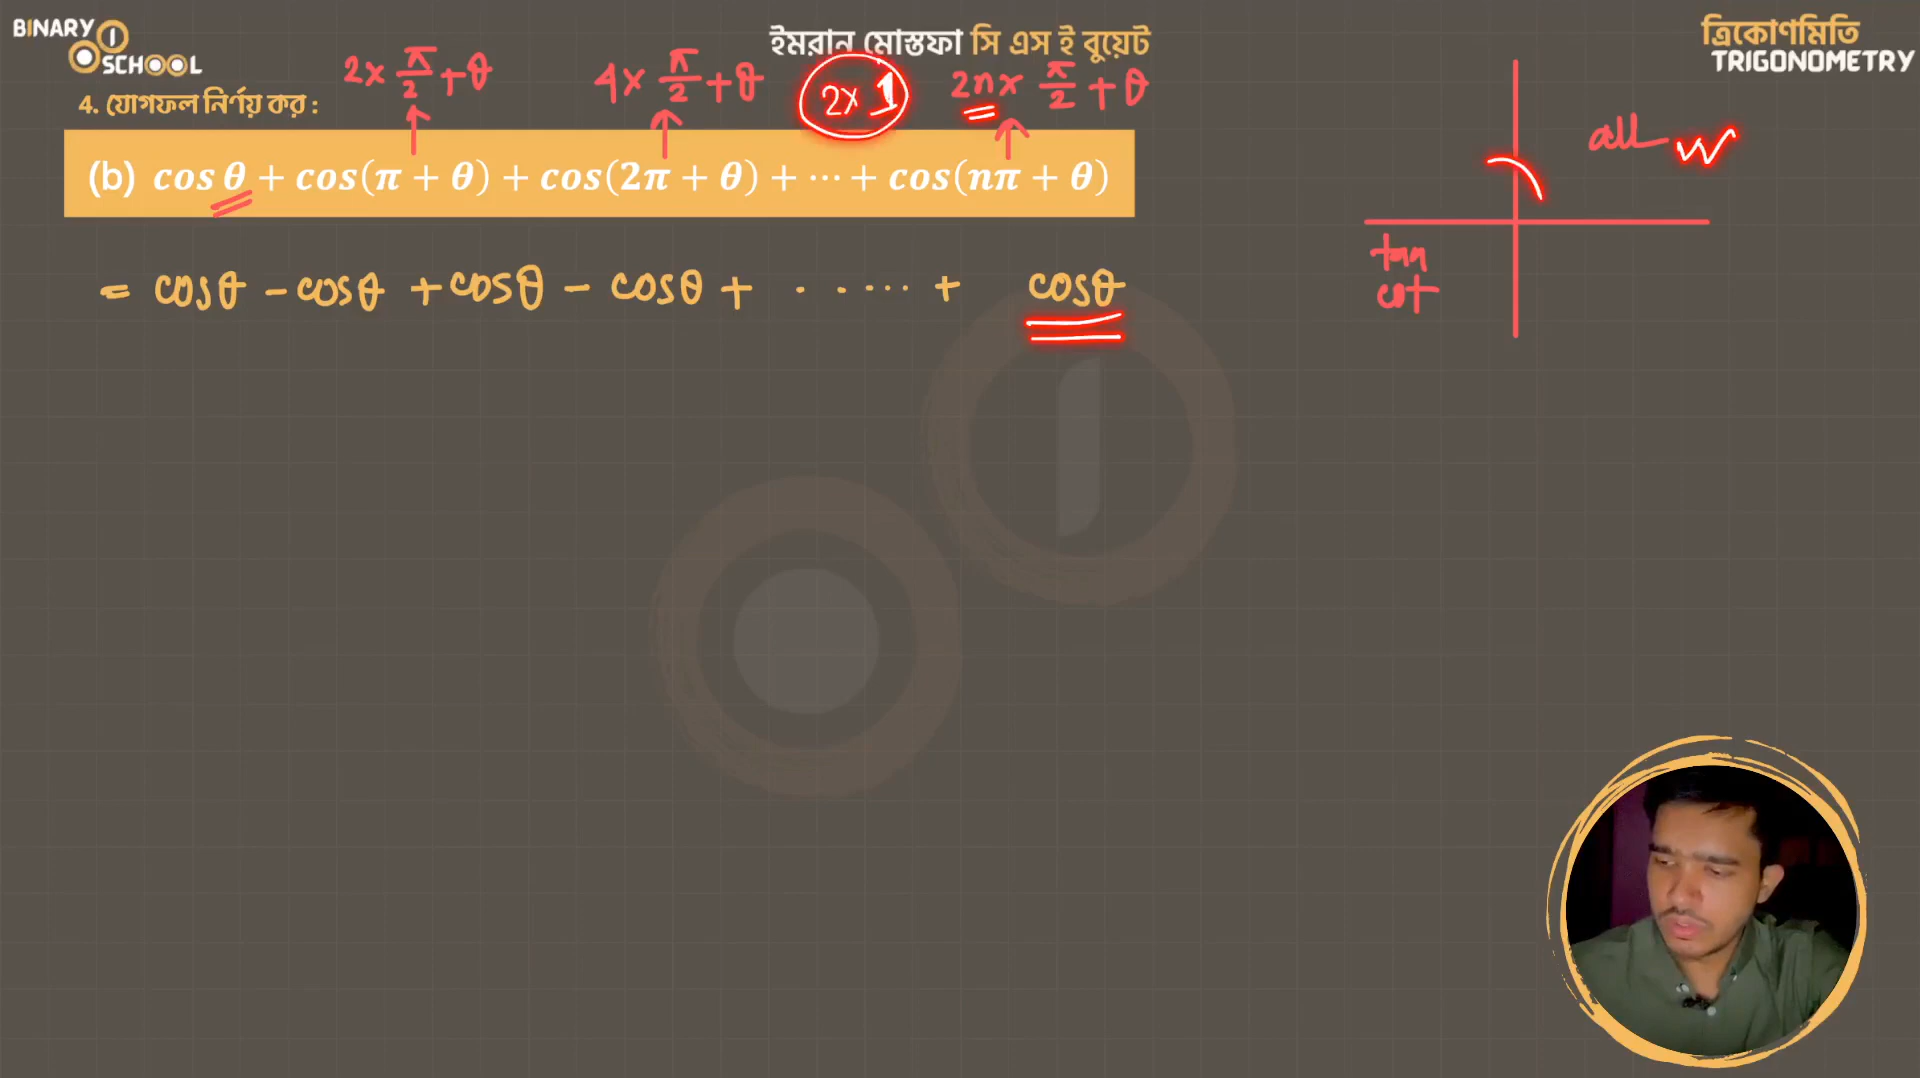 BINARY SCHOOL
ইমরান মোস্তফা সি এস ই বুয়েট
ত্রিকোণমিতি
TRIGONOMETRY
2× π/2 + θ
4× π/2 + θ
2×1
2n× π/2 + θ
4. যোগফল নির্ণয় কর :
(b) cos θ + cos(π + θ) + cos(2π + θ) + ⋯ + cos(nπ + θ)
all
tan
cot
= cosθ - cosθ + cosθ - cosθ + ...... + cosθ